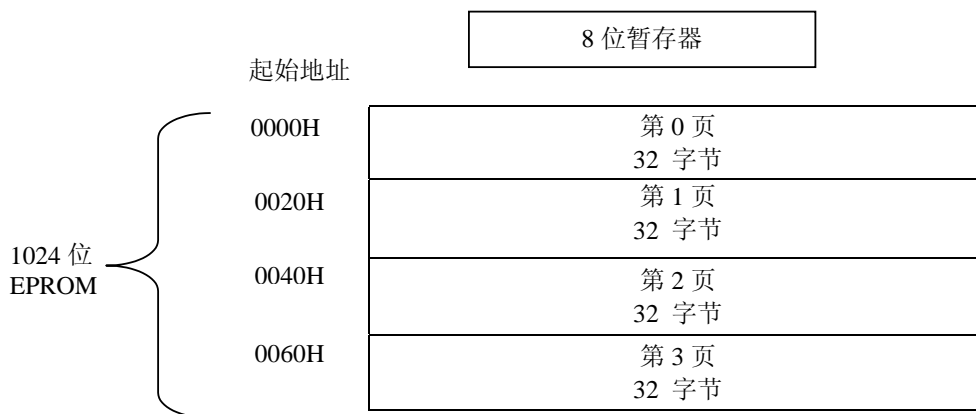 8 位暂存器
起始地址
0000H
第 0 页
32 字节
0020H
第 1 页
32 字节
1024 位
EPROM
0040H
第 2 页
32 字节
0060H
第 3 页
32 字节